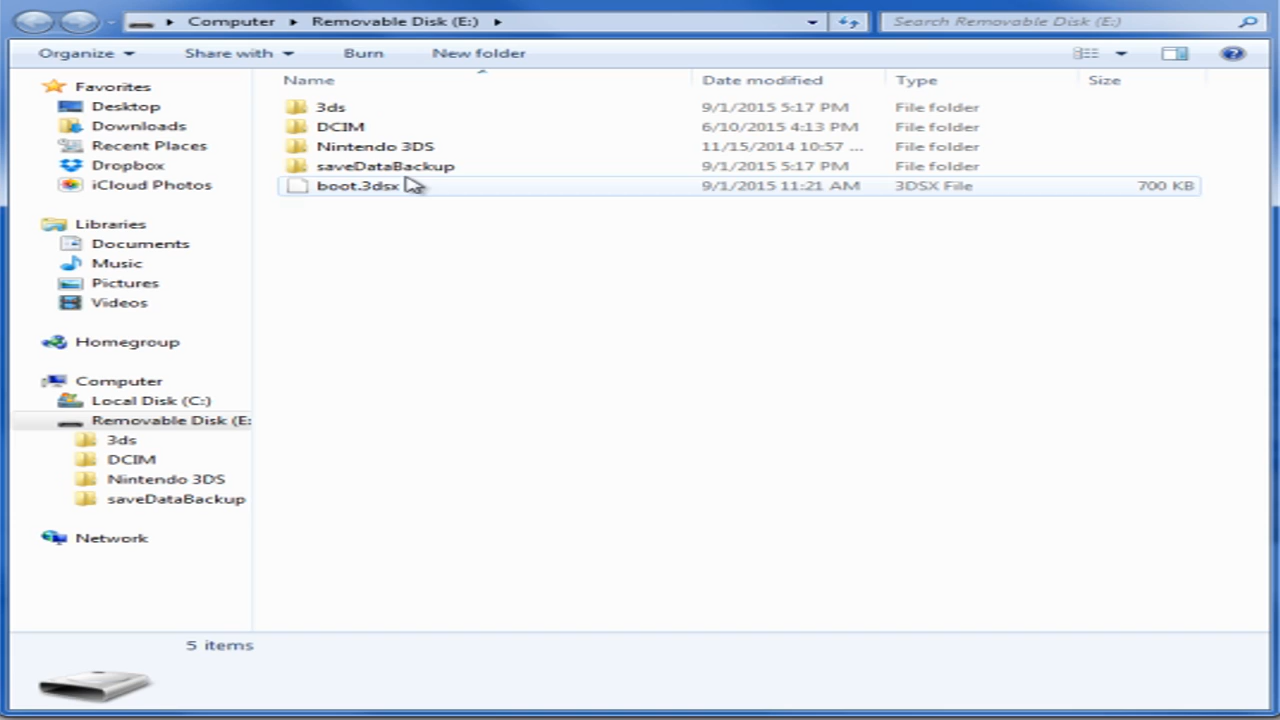 Computer Removable Disk (E:)
Search Removable Disk (E:)
Organize Share with Burn New folder
Name Date modified Type Size
Favorites
Desktop
Downloads
Recent Places
Dropbox
iCloud Photos
Libraries
Documents
Music
Pictures
Videos
Homegroup
Computer
Local Disk (C:)
Removable Disk (E:
3ds
DCIM
Nintendo 3DS
saveDataBackup
Network
3ds 9/1/2015 5:17 PM File folder
DCIM 6/10/2015 4:13 PM File folder
Nintendo 3DS 11/15/2014 10:57 ... File folder
saveDataBackup 9/1/2015 5:17 PM File folder
boot.3dsx 9/1/2015 11:21 AM 3DSX File 700 KB
5 items